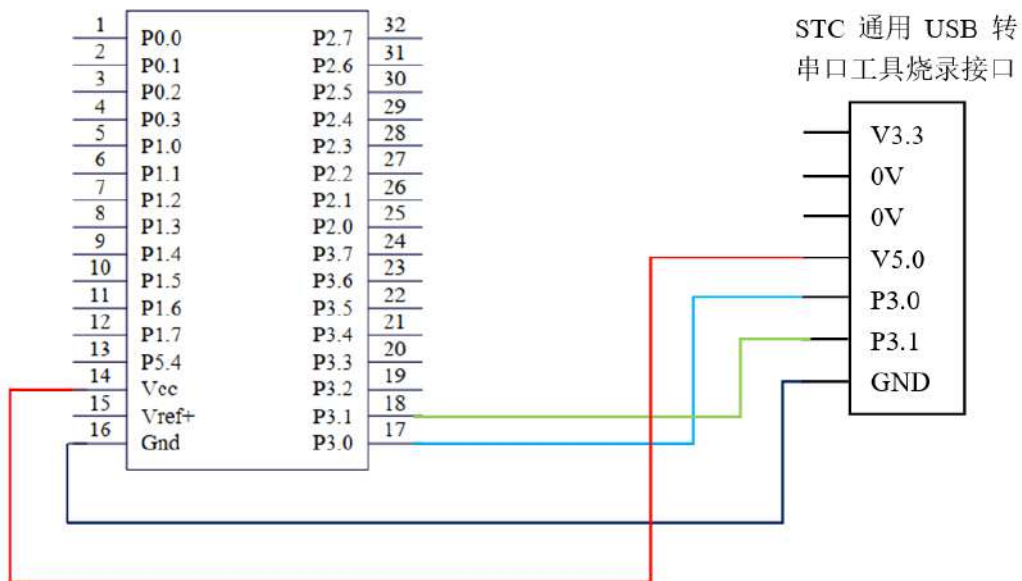 STC 通用 USB 转
串口工具烧录接口
1 P0.0 P2.7 32
2 P0.1 P2.6 31
3 P0.2 P2.5 30
4 P0.3 P2.4 29
5 P1.0 P2.3 28
6 P1.1 P2.2 27
7 P1.2 P2.1 26
8 P1.3 P2.0 25
9 P1.4 P3.7 24
10 P1.5 P3.6 23
11 P1.6 P3.5 22
12 P1.7 P3.4 21
13 P5.4 P3.3 20
14 Vcc P3.2 19
15 Vref+ P3.1 18
16 Gnd P3.0 17
V3.3
0V
0V
V5.0
P3.0
P3.1
GND